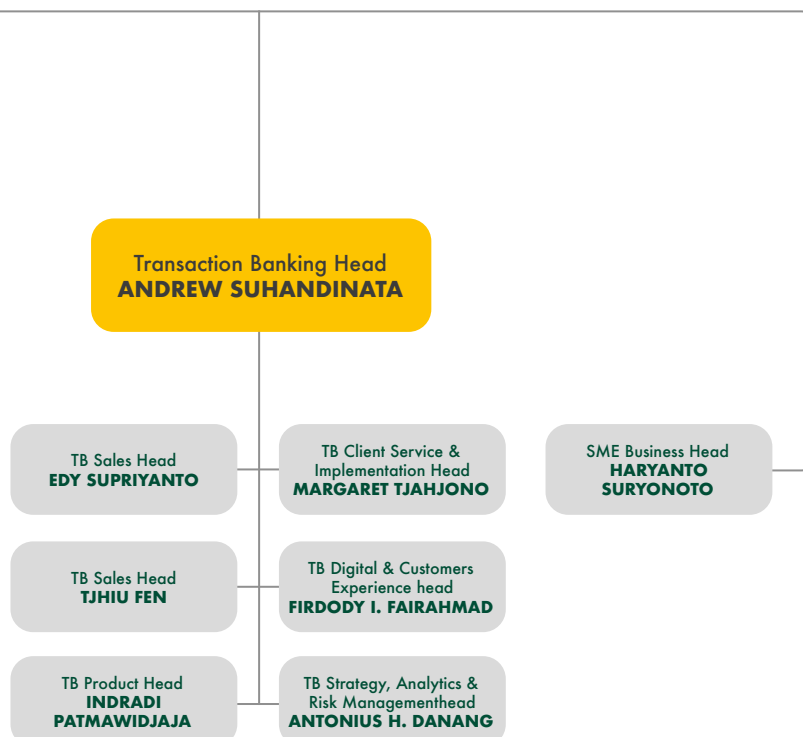 Transaction Banking Head
ANDREW SUHANDINATA
TB Sales Head
EDY SUPRIYANTO
TB Client Service &
Implementation Head
MARGARET TJAHJONO
SME Business Head
HARYANTO
SURYONOTO
TB Sales Head
TJHIU FEN
TB Digital & Customers
Experience head
FIRDODY I. FAIRAHMAD
TB Product Head
INDRADI
PATMAWIDJAJA
TB Strategy, Analytics &
Risk Managementhead
ANTONIUS H. DANANG